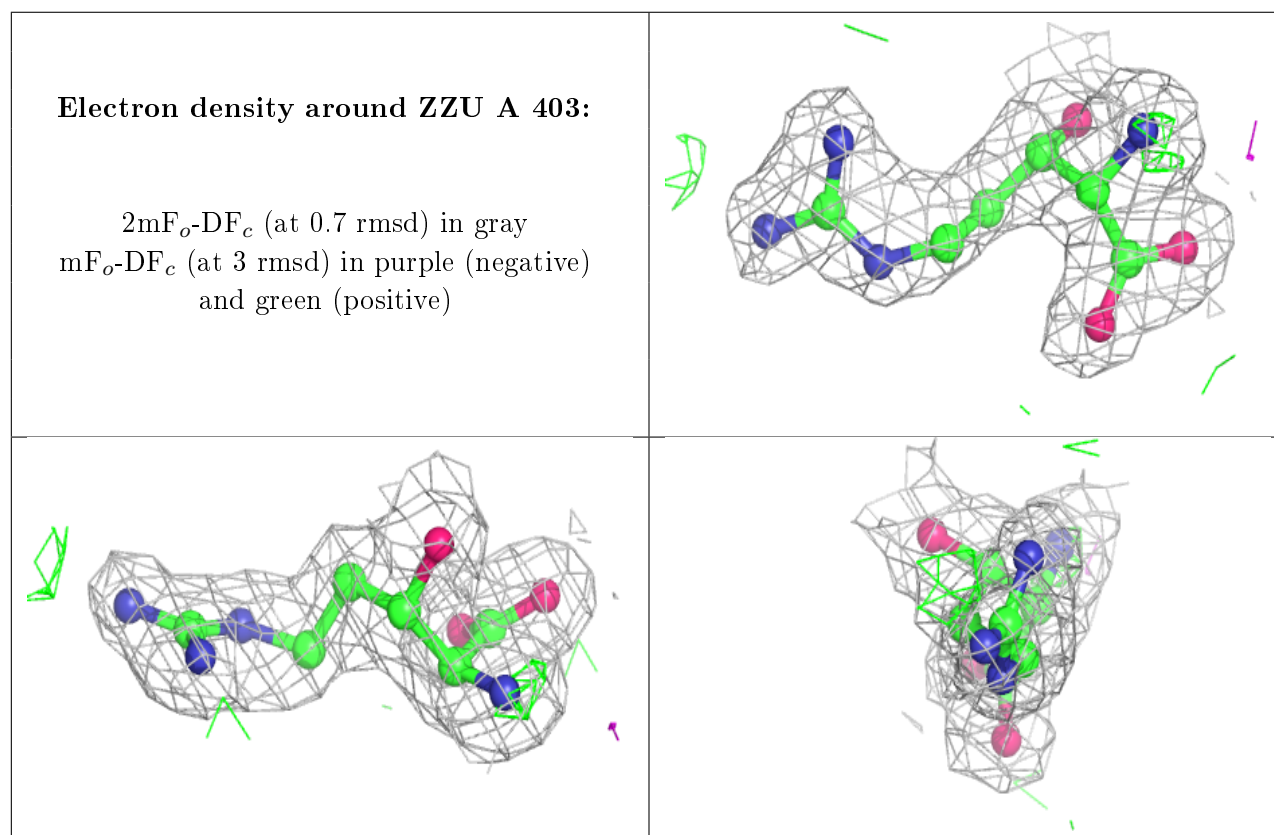 Electron density around ZZU A 403:
2mFₒ-DF𝒸 (at 0.7 rmsd) in gray
mFₒ-DF𝒸 (at 3 rmsd) in purple (negative)
and green (positive)